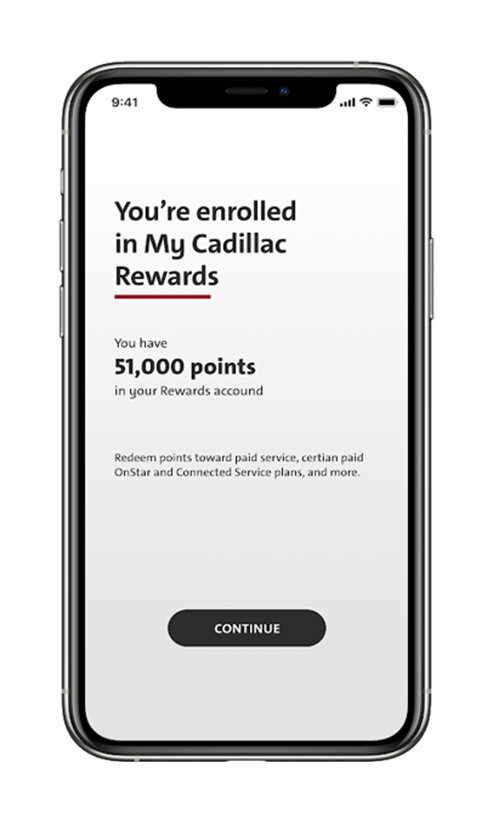 9:41
You're enrolled
in My Cadillac
Rewards
You have
51,000 points
in your Rewards accound
Redeem points toward paid service, certian paid
OnStar and Connected Service plans, and more.
CONTINUE